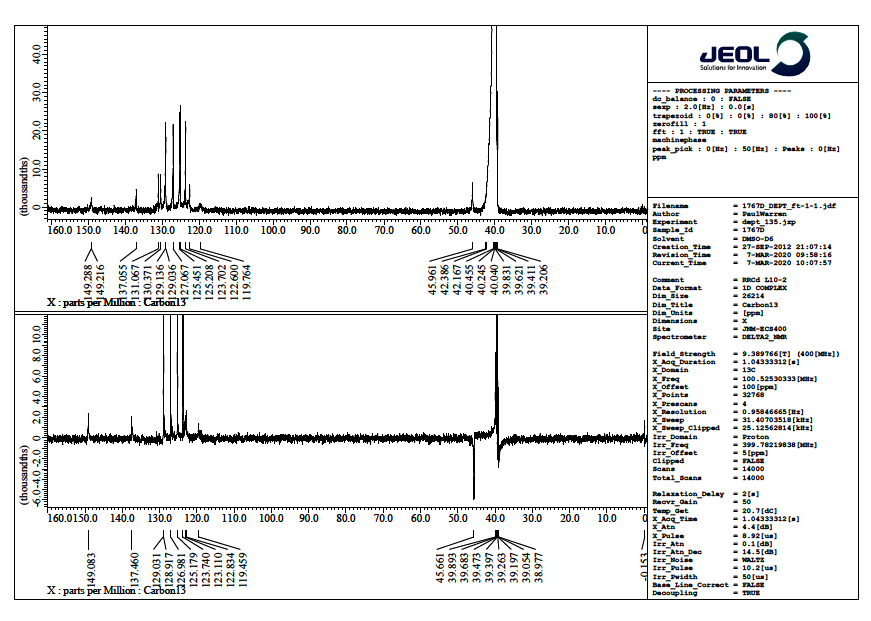 40.0
30.0
20.0
10.0
0
(thousandths)
160.0 150.0 140.0 130.0 120.0 110.0 100.0 90.0 80.0 70.0 60.0 50.0 40.0 30.0 20.0 10.0 0
149.288
149.216
137.055
131.067
130.371
129.136
129.036
127.067
125.451
125.208
123.702
122.600
119.764
45.961
42.386
42.167
40.455
40.245
40.040
39.831
39.621
39.411
39.206
X : parts per Million : Carbon13
10.0
8.0
6.0
4.0
2.0
0
-2.0
-4.0
-6.0
(thousandths)
160.0 150.0 140.0 130.0 120.0 110.0 100.0 90.0 80.0 70.0 60.0 50.0 40.0 30.0 20.0 10.0 0
149.083
137.460
129.031
128.917
126.981
125.179
123.740
123.110
122.834
119.459
45.661
39.893
39.683
39.473
39.397
39.263
39.197
39.054
38.977
-0.153
X : parts per Million : Carbon13
JEOL
Solutions for Innovation
---- PROCESSING PARAMETERS ----
dc_balance : 0 : FALSE
sexp : 2.0[Hz] : 0.0[s]
trapezoid : 0[%] : 0[%] : 80[%] : 100[%]
zerofill : 1
fft : 1 : TRUE : TRUE
machinephase
peak_pick : 0[Hz] : 50[Hz] : Peaks : 0[Hz]
ppm
Filename = 1767D_DEPT_ft-1-1.jdf
Author = PaulWarren
Experiment = dept_135.jxp
Sample_Id = 1767D
Solvent = DMSO-D6
Creation_Time = 27-SEP-2012 21:07:14
Revision_Time = 7-MAR-2020 09:58:16
Current_Time = 7-MAR-2020 10:07:57
Comment = RRCd L10-2
Data_Format = 1D COMPLEX
Dim_Size = 26214
Dim_Title = Carbon13
Dim_Units = [ppm]
Dimensions = X
Site = JNM-ECS400
Spectrometer = DELTA2_NMR
Field_Strength = 9.389766[T] (400[MHz])
X_Acq_Duration = 1.04333312[s]
X_Domain = 13C
X_Freq = 100.52530333[MHz]
X_Offset = 100[ppm]
X_Points = 32768
X_Prescans = 4
X_Resolution = 0.95846665[Hz]
X_Sweep = 31.40703518[kHz]
X_Sweep_Clipped = 25.12562814[kHz]
Irr_Domain = Proton
Irr_Freq = 399.78219838[MHz]
Irr_Offset = 5[ppm]
Clipped = FALSE
Scans = 14000
Total_Scans = 14000
Relaxation_Delay = 2[s]
Recvr_Gain = 50
Temp_Get = 20.7[dC]
X_Acq_Time = 1.04333312[s]
X_Atn = 4.4[dB]
X_Pulse = 8.92[us]
Irr_Atn = 0.1[dB]
Irr_Atn_Dec = 14.5[dB]
Irr_Noise = WALTZ
Irr_Pulse = 10.2[us]
Irr_Pwidth = 50[us]
Base_Line_Correct = FALSE
Decoupling = TRUE